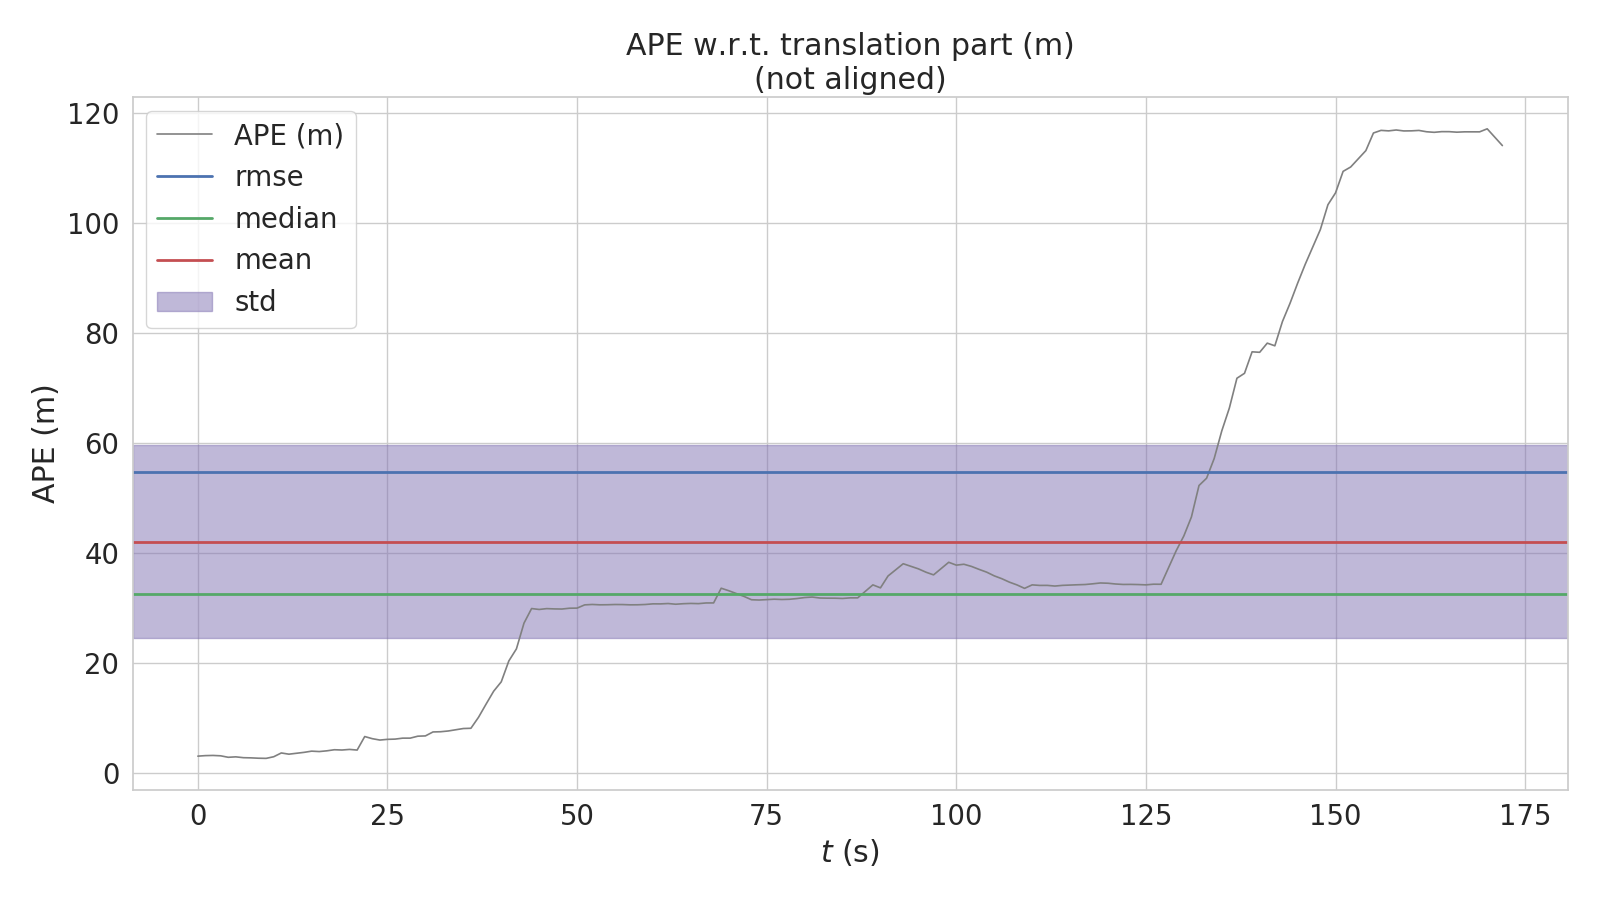 APE w.r.t. translation part (m)
(not aligned)
120
100
80
60
40
20
0
APE (m)
APE (m)
rmse
median
mean
std
0 25 50 75 100 125 150 175
t (s)